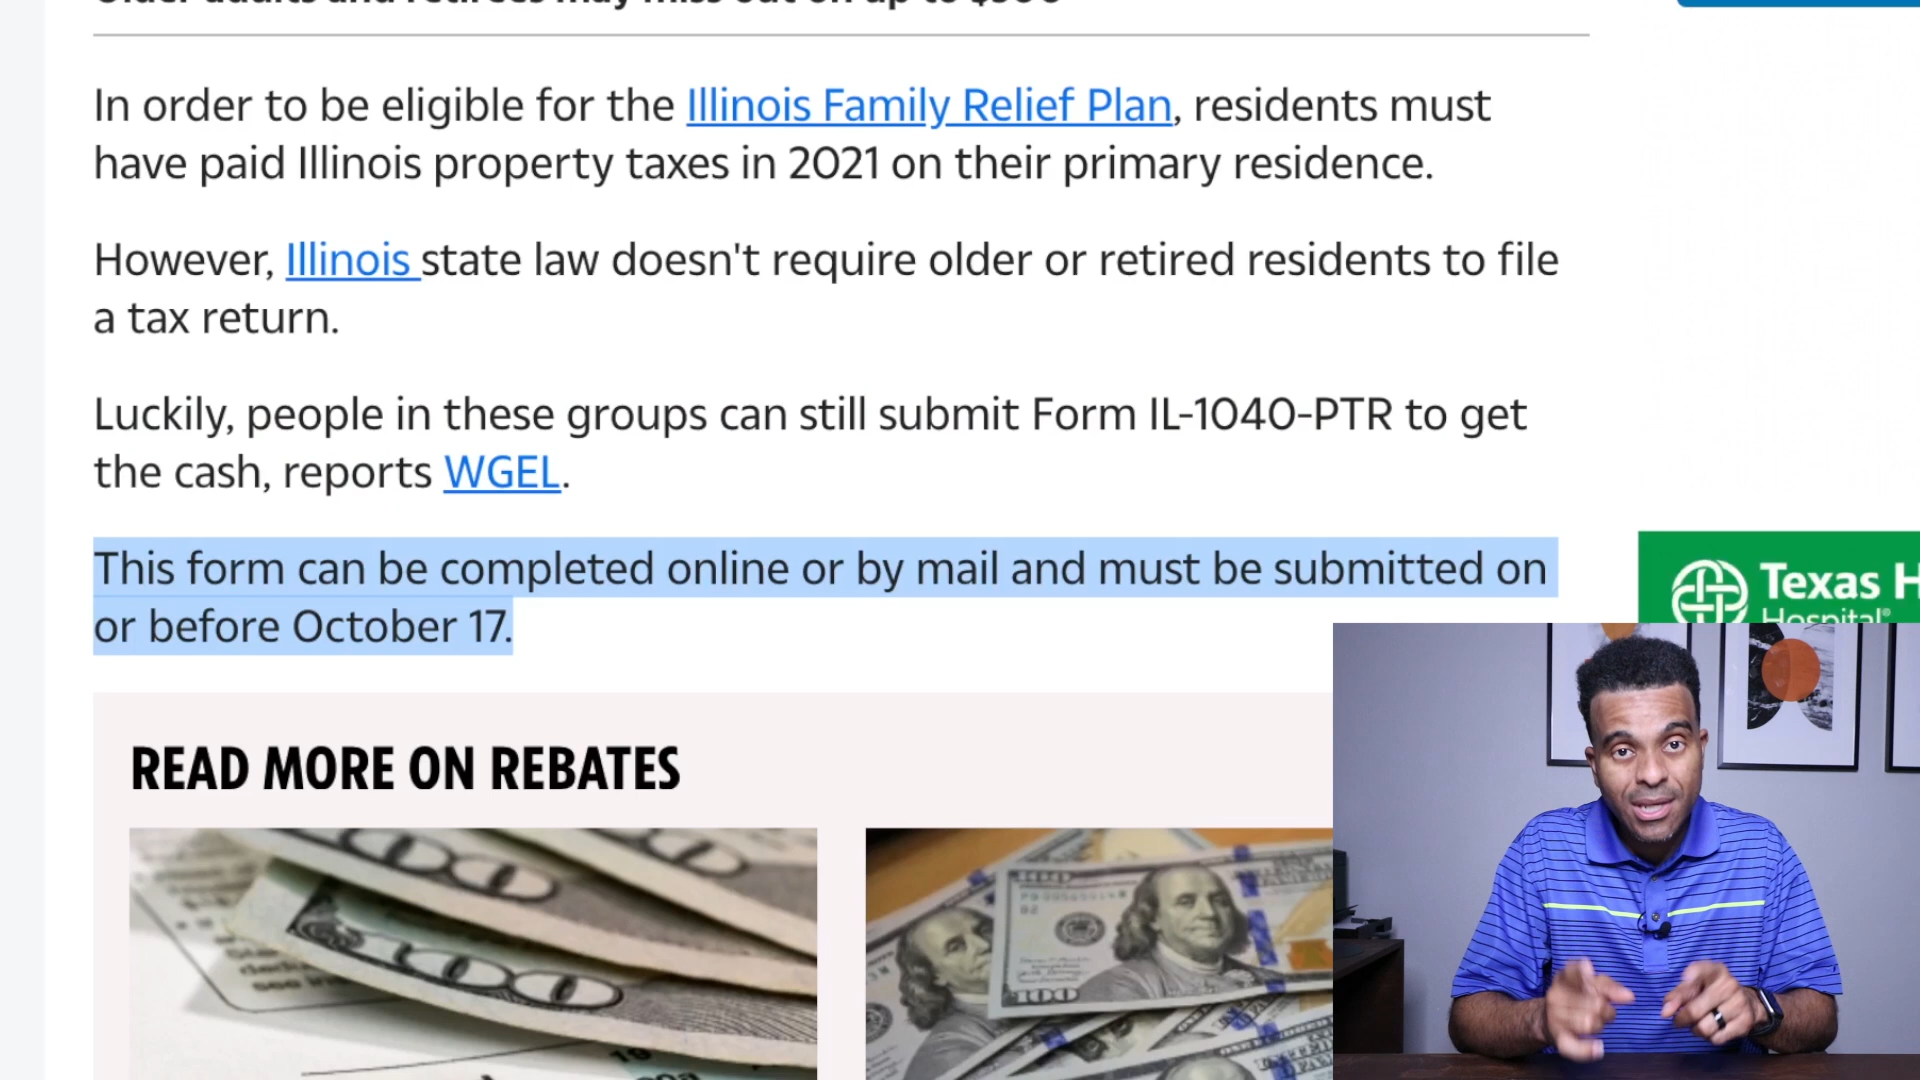 Older adults and retirees may miss out on up to $300
In order to be eligible for the Illinois Family Relief Plan, residents must
have paid Illinois property taxes in 2021 on their primary residence.
However, Illinois state law doesn't require older or retired residents to file
a tax return.
Luckily, people in these groups can still submit Form IL-1040-PTR to get
the cash, reports WGEL.
This form can be completed online or by mail and must be submitted on
or before October 17.
Texas H
Hospital®
READ MORE ON REBATES
100
100
100